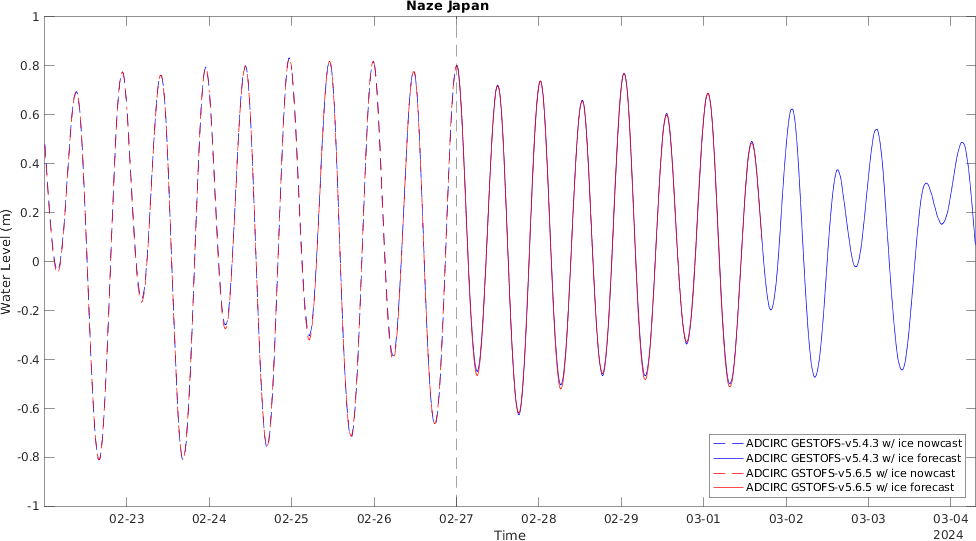 Naze Japan
1
0.8
0.6
0.4
0.2
0
-0.2
-0.4
-0.6
-0.8
-1
Water Level (m)
02-23 02-24 02-25 02-26 02-27 02-28 02-29 03-01 03-02 03-03 03-04
2024
Time
ADCIRC GESTOFS-v5.4.3 w/ ice nowcast
ADCIRC GESTOFS-v5.4.3 w/ ice forecast
ADCIRC GSTOFS-v5.6.5 w/ ice nowcast
ADCIRC GSTOFS-v5.6.5 w/ ice forecast